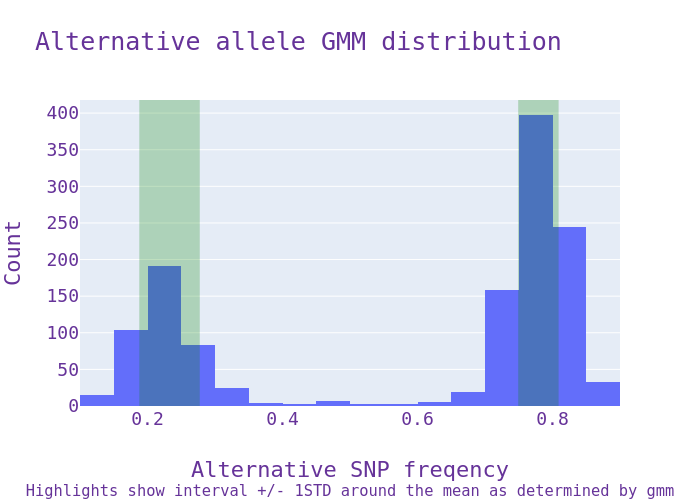 Alternative allele GMM distribution
400
350
300
250
200
150
100
50
0
Count
0.2 0.4 0.6 0.8
Alternative SNP freqency
Highlights show interval +/- 1STD around the mean as determined by gmm